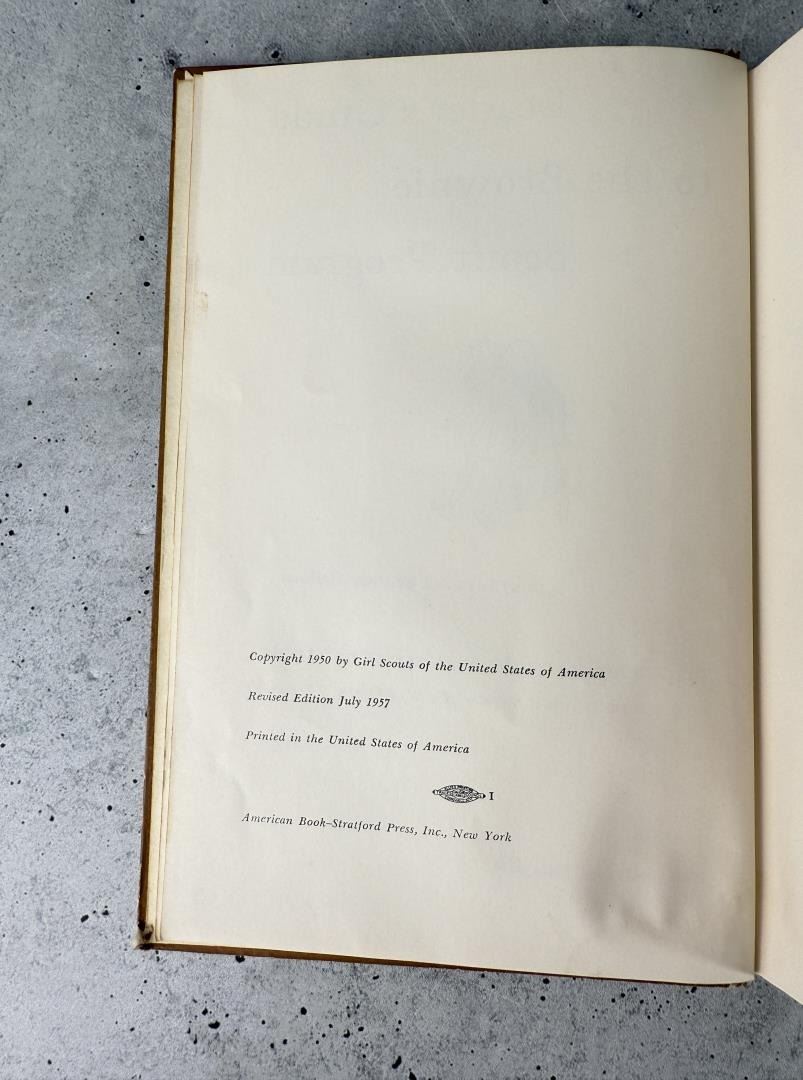 Copyright 1950 by Girl Scouts of the United States of America
Revised Edition July 1957
Printed in the United States of America
1
American Book–Stratford Press, Inc., New York